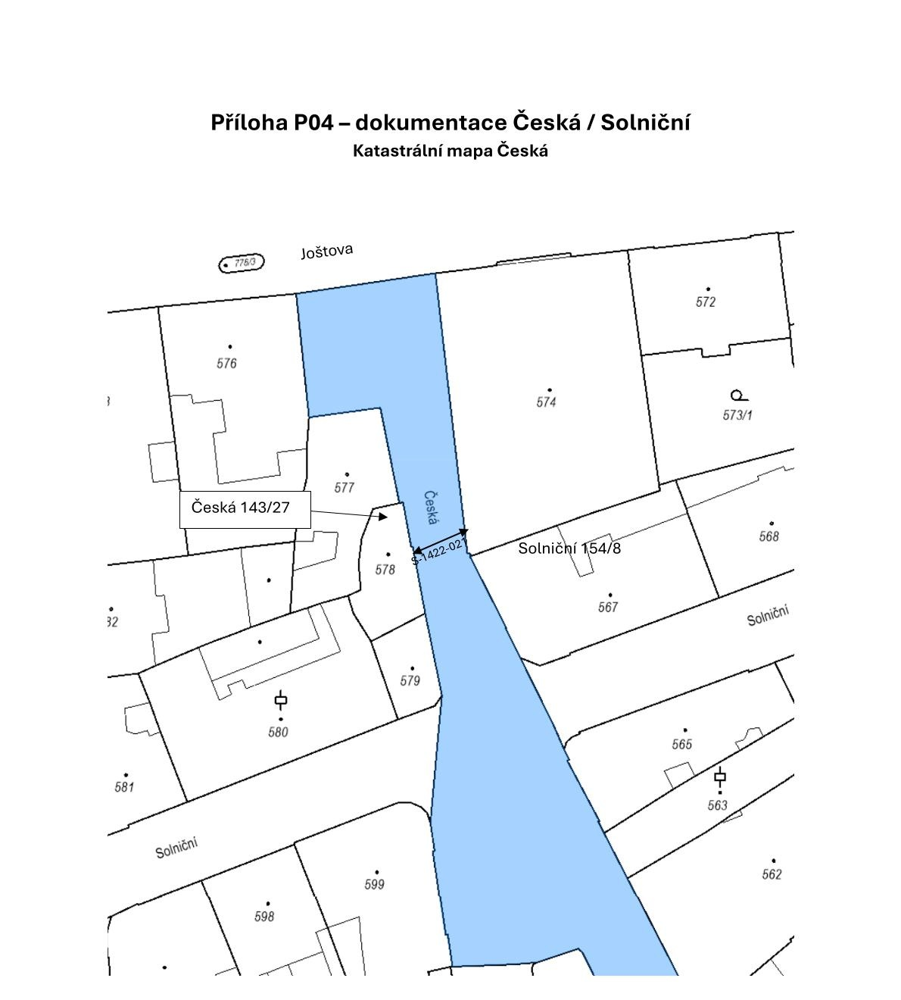 Příloha P04 – dokumentace Česká / Solniční
Katastrální mapa Česká
Joštova
778/3
572
576
574
573/1
577
Česká
Česká 143/27
568
S-1422-021
Solniční 154/8
578
567
Solniční
579
580
565
581
563
Solniční
562
599
598